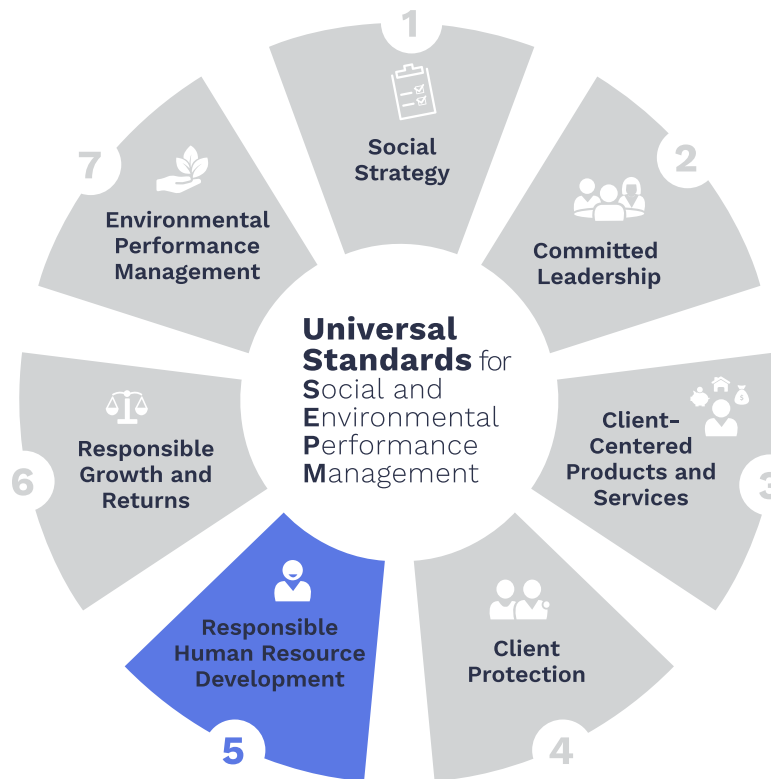 1
Social
Strategy
2
Committed
Leadership
3
Client-
Centered
Products and
Services
4
Client
Protection
5
Responsible
Human Resource
Development
6
Responsible
Growth and
Returns
7
Environmental
Performance
Management
Universal
Standards for
Social and
Environmental
Performance
Management